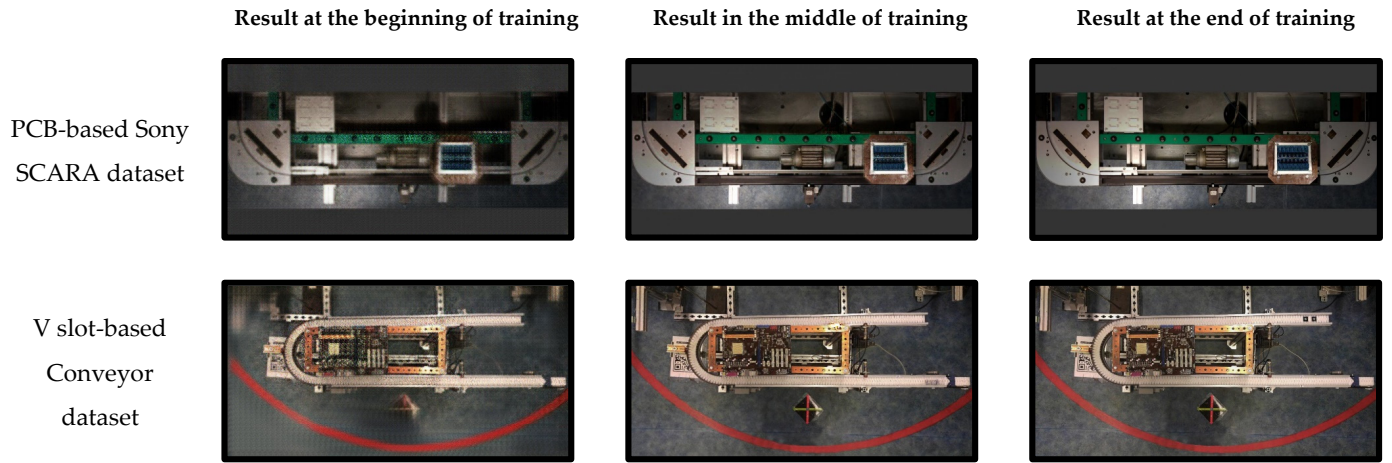 Result at the beginning of training
Result in the middle of training
Result at the end of training
PCB-based Sony
SCARA dataset
V slot-based
Conveyor
dataset